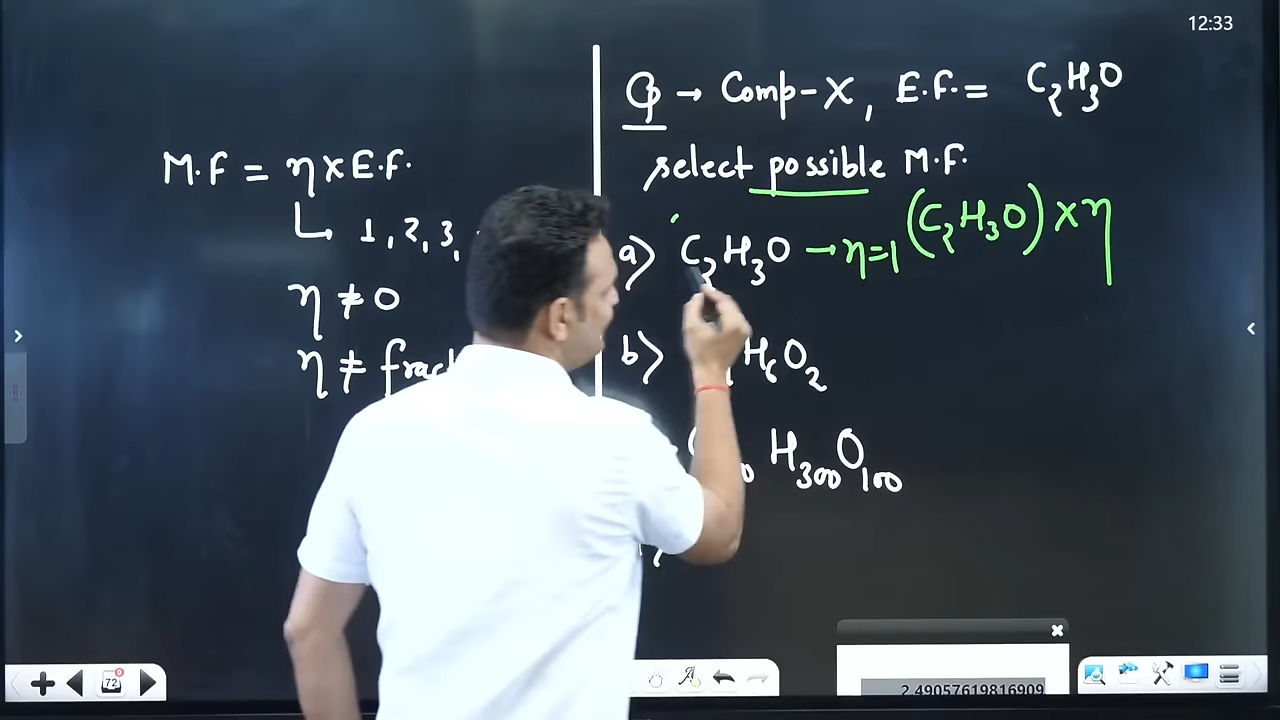 12:33
M.F = η x E.F.
1, 2, 3,
η ≠ 0
η ≠ frac
Q → Comp-X, E.F. = C₂H₃O
select possible M.F.
(C₂H₃O) x η
a) C₂H₃O → η=1
b) H₆O₂
H₃₀₀O₁₀₀
72
2.49057619816909